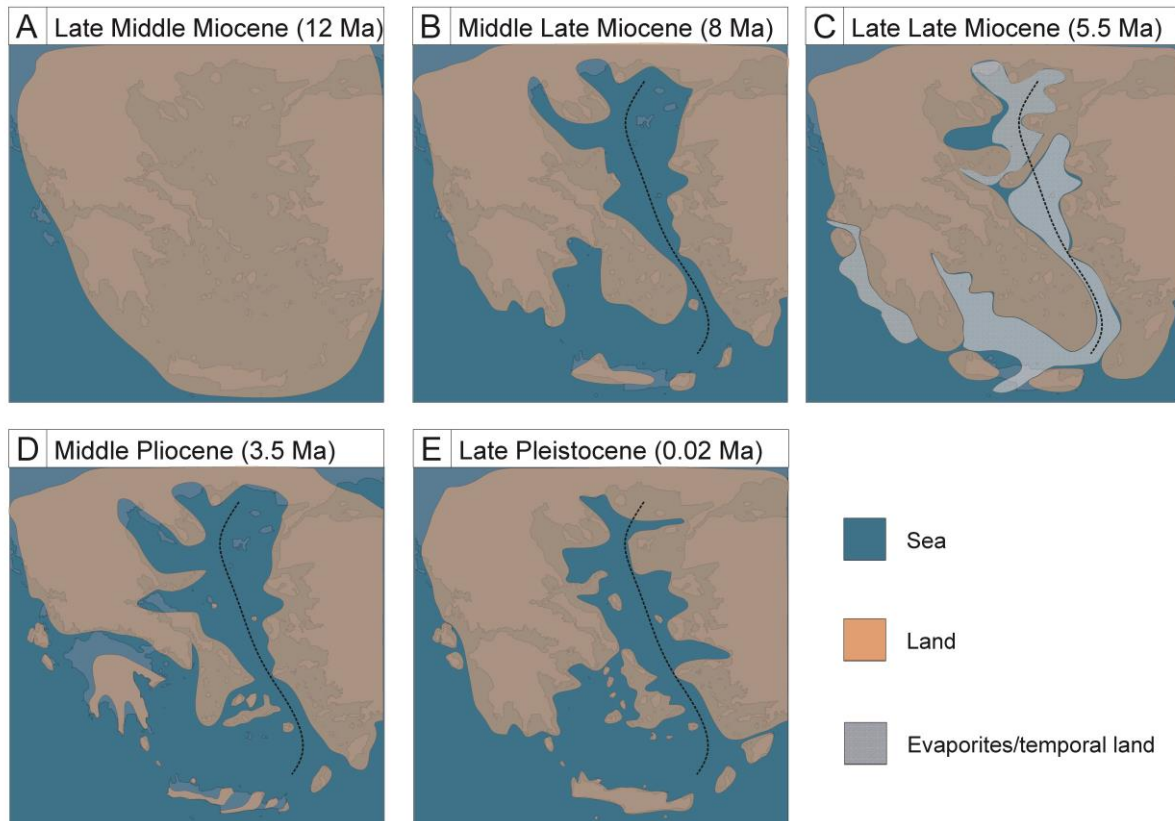 A Late Middle Miocene (12 Ma)
B Middle Late Miocene (8 Ma)
C Late Late Miocene (5.5 Ma)
D Middle Pliocene (3.5 Ma)
E Late Pleistocene (0.02 Ma)
Sea
Land
Evaporites/temporal land